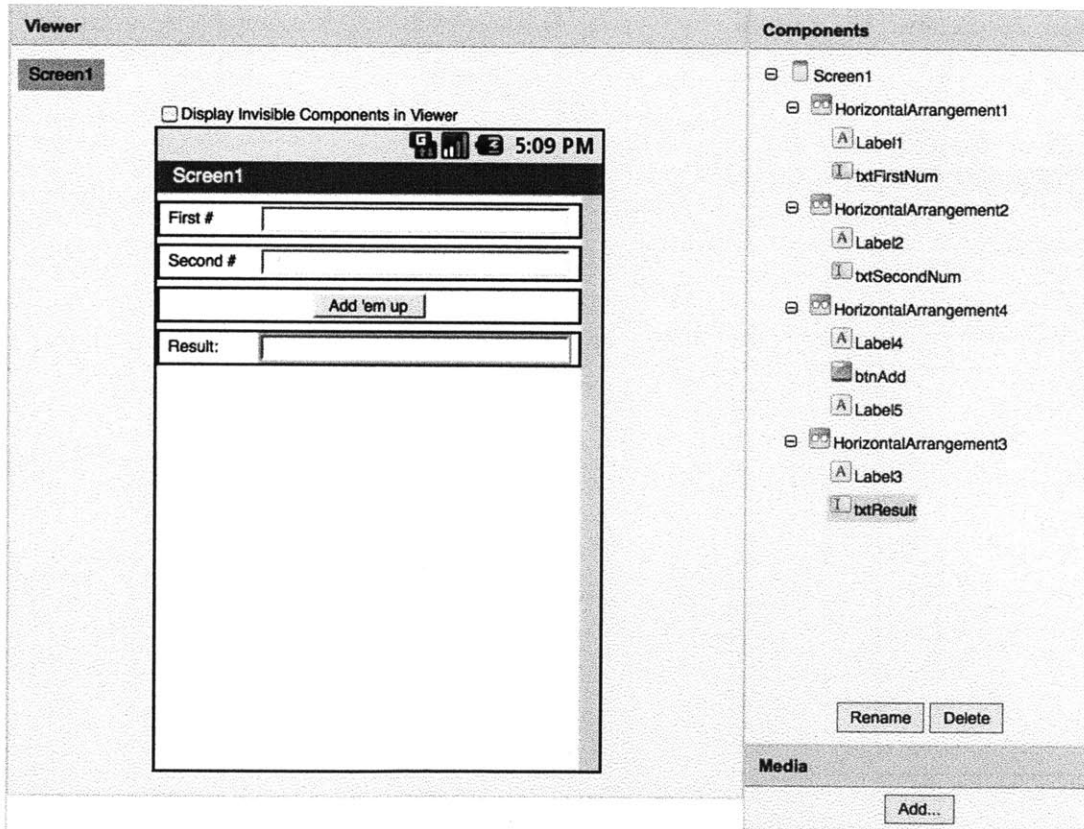 Viewer
Screen1
Display Invisible Components in Viewer
G 5:09 PM
Screen1
First #
Second #
Add 'em up
Result:
Components
Screen1
HorizontalArrangement1
A Label1
txtFirstNum
HorizontalArrangement2
A Label2
txtSecondNum
HorizontalArrangement4
A Label4
btnAdd
A Label5
HorizontalArrangement3
A Label3
txtResult
Rename Delete
Media
Add...